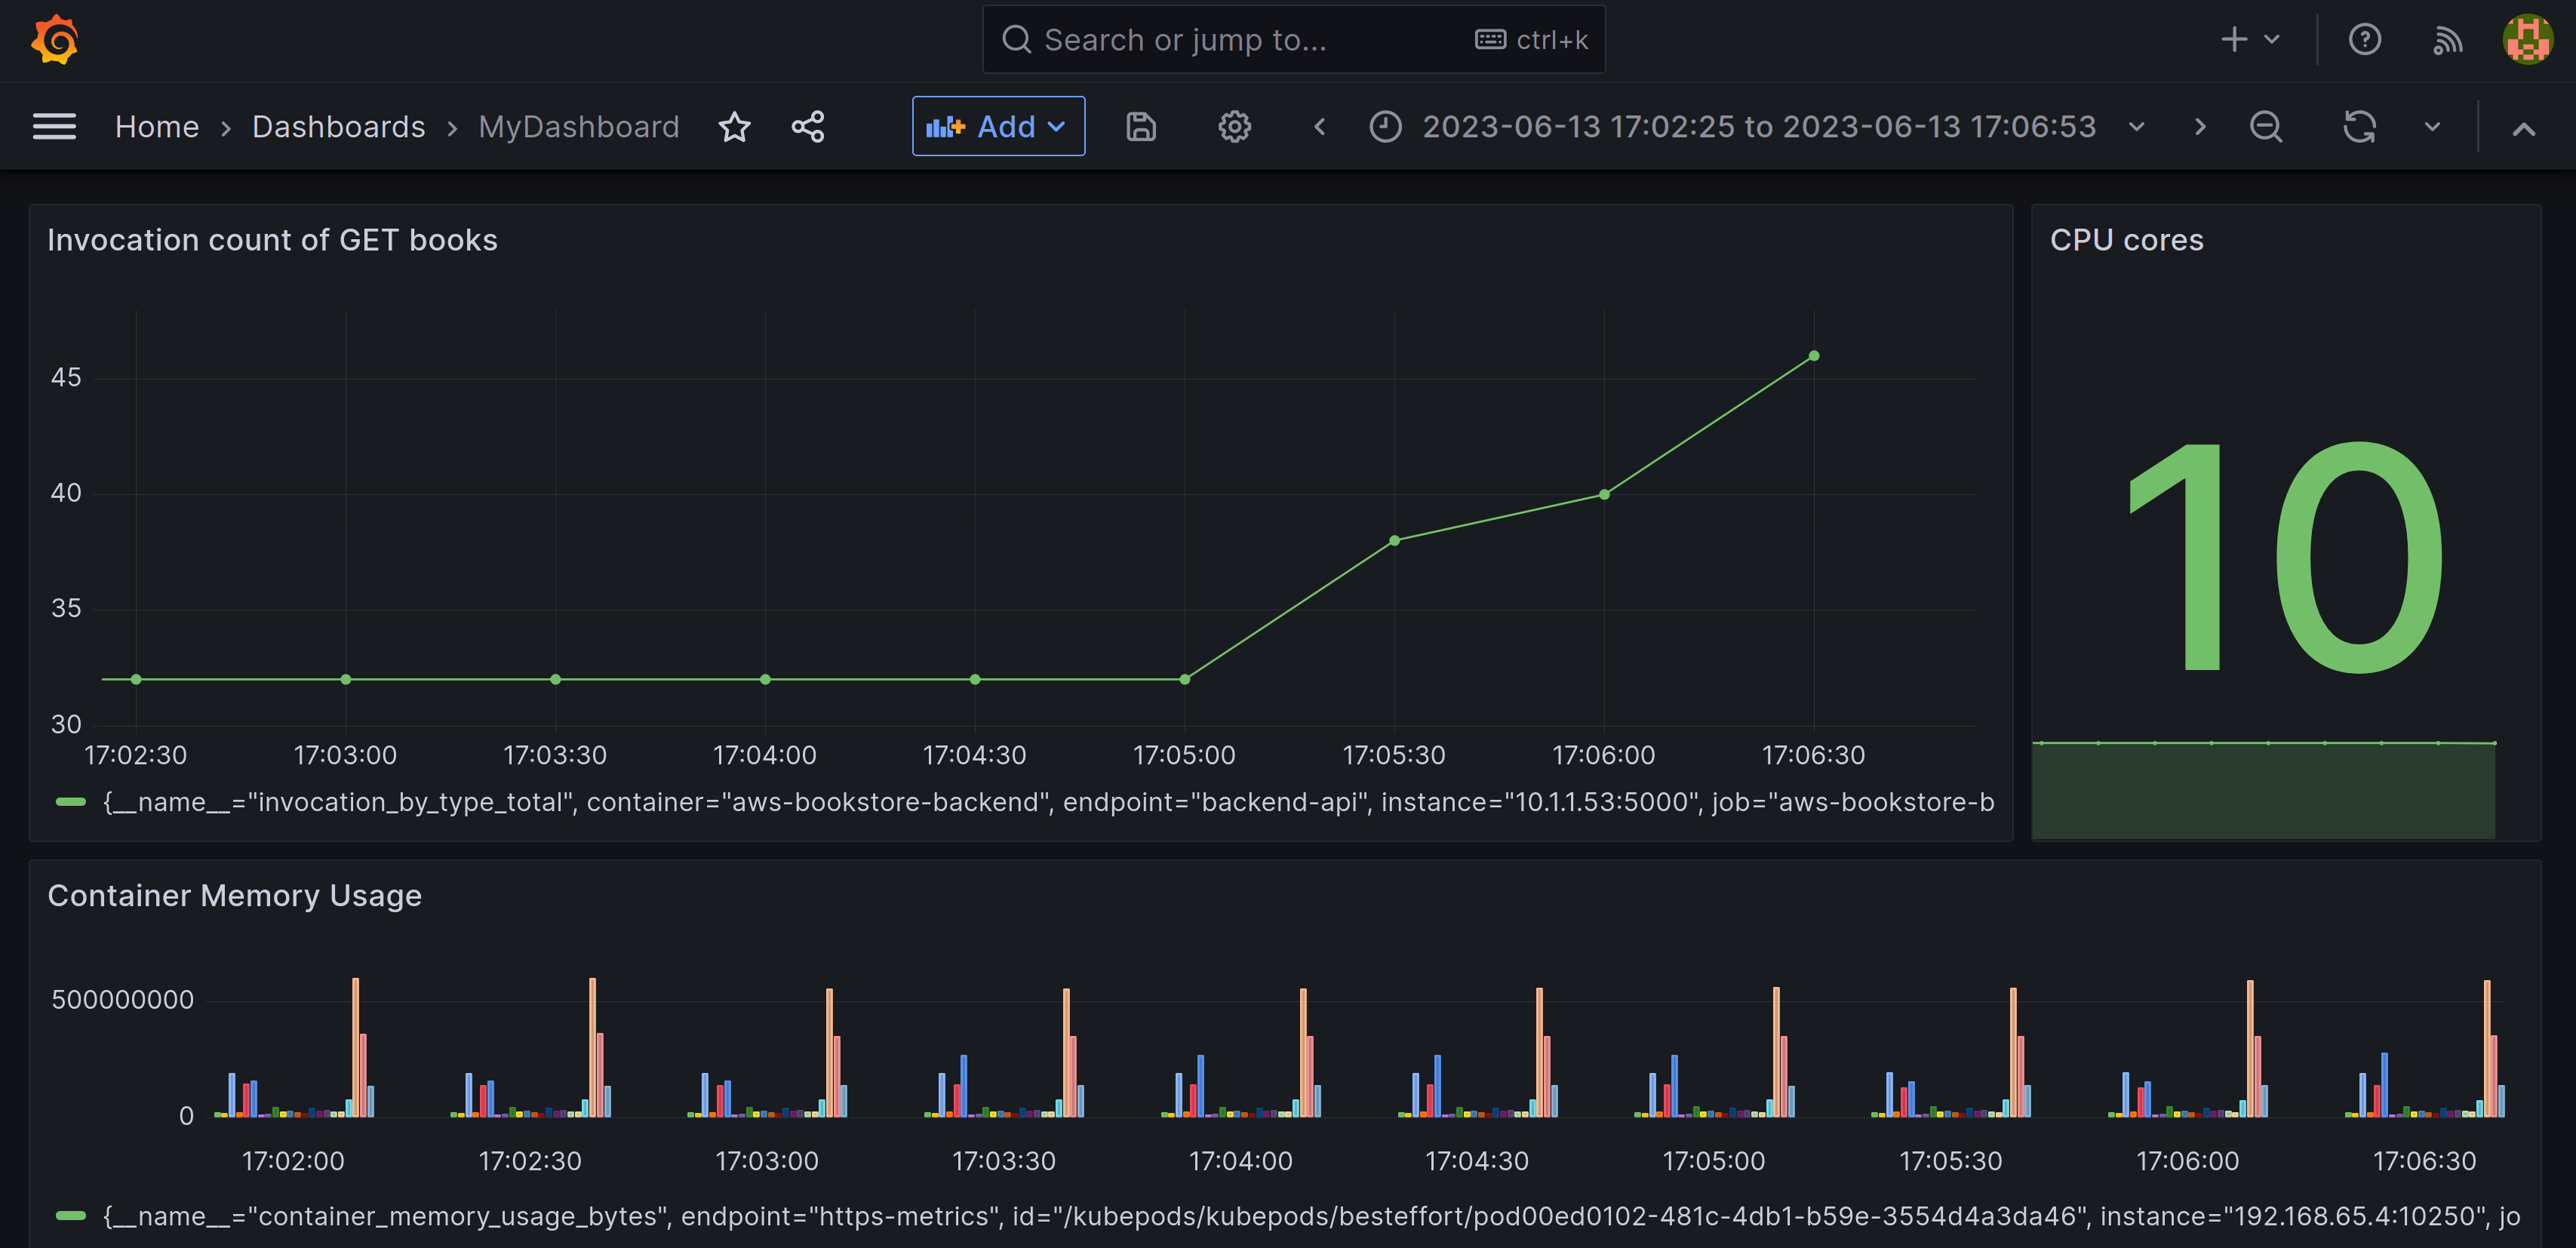 Search or jump to... ctrl+k
Home › Dashboards › MyDashboard Add 2023-06-13 17:02:25 to 2023-06-13 17:06:53
Invocation count of GET books
45
40
35
30
17:02:30 17:03:00 17:03:30 17:04:00 17:04:30 17:05:00 17:05:30 17:06:00 17:06:30
{__name__="invocation_by_type_total", container="aws-bookstore-backend", endpoint="backend-api", instance="10.1.1.53:5000", job="aws-bookstore-b
CPU cores
10
Container Memory Usage
500000000
0
17:02:00 17:02:30 17:03:00 17:03:30 17:04:00 17:04:30 17:05:00 17:05:30 17:06:00 17:06:30
{__name__="container_memory_usage_bytes", endpoint="https-metrics", id="/kubepods/kubepods/besteffort/pod00ed0102-481c-4db1-b59e-3554d4a3da46", instance="192.168.65.4:10250", jo